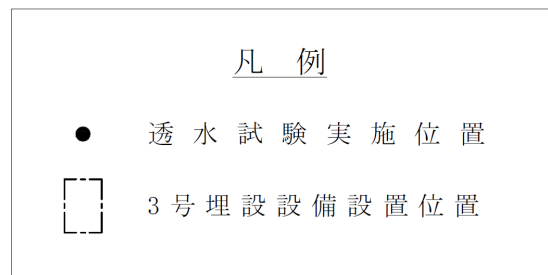 凡　例
透水試験実施位置
3号埋設設備設置位置